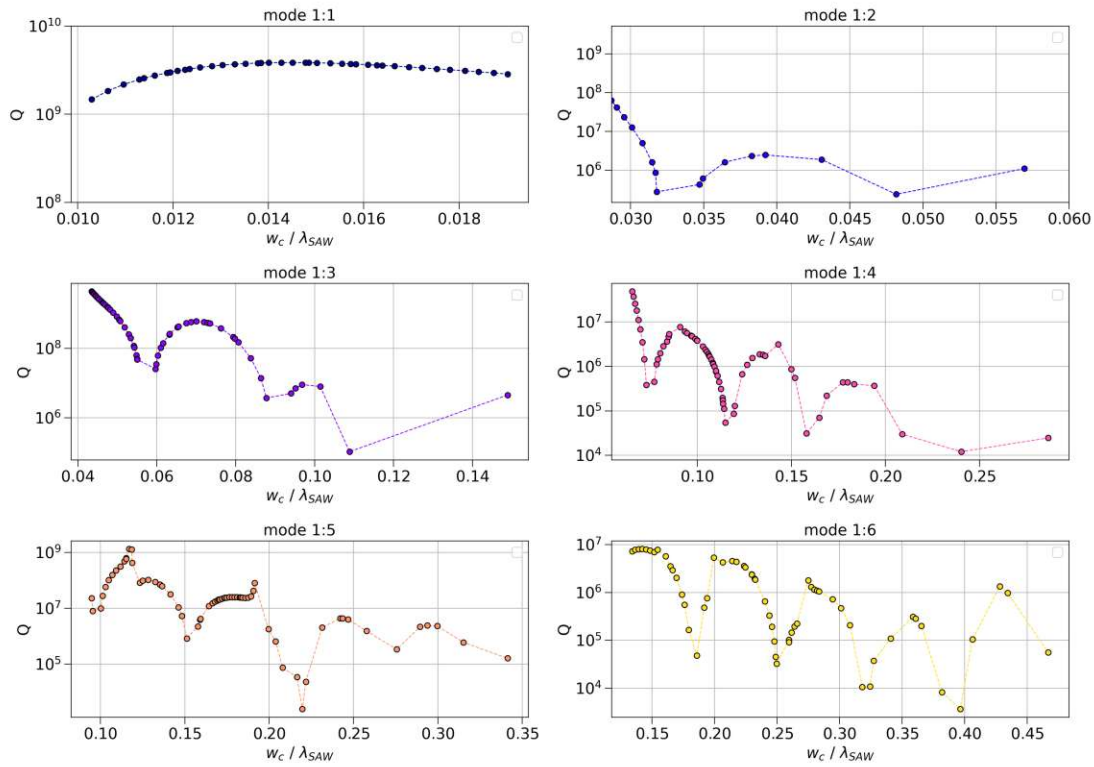 mode 1:1
10^10
10^9
10^8
Q
0.010 0.012 0.014 0.016 0.018
w_c / λ_SAW
mode 1:2
10^9
10^8
10^7
10^6
Q
0.030 0.035 0.040 0.045 0.050 0.055 0.060
w_c / λ_SAW
mode 1:3
10^8
10^6
Q
0.04 0.06 0.08 0.10 0.12 0.14
w_c / λ_SAW
mode 1:4
10^7
10^6
10^5
10^4
Q
0.10 0.15 0.20 0.25
w_c / λ_SAW
mode 1:5
10^9
10^7
10^5
Q
0.10 0.15 0.20 0.25 0.30 0.35
w_c / λ_SAW
mode 1:6
10^7
10^6
10^5
10^4
Q
0.15 0.20 0.25 0.30 0.35 0.40 0.45
w_c / λ_SAW